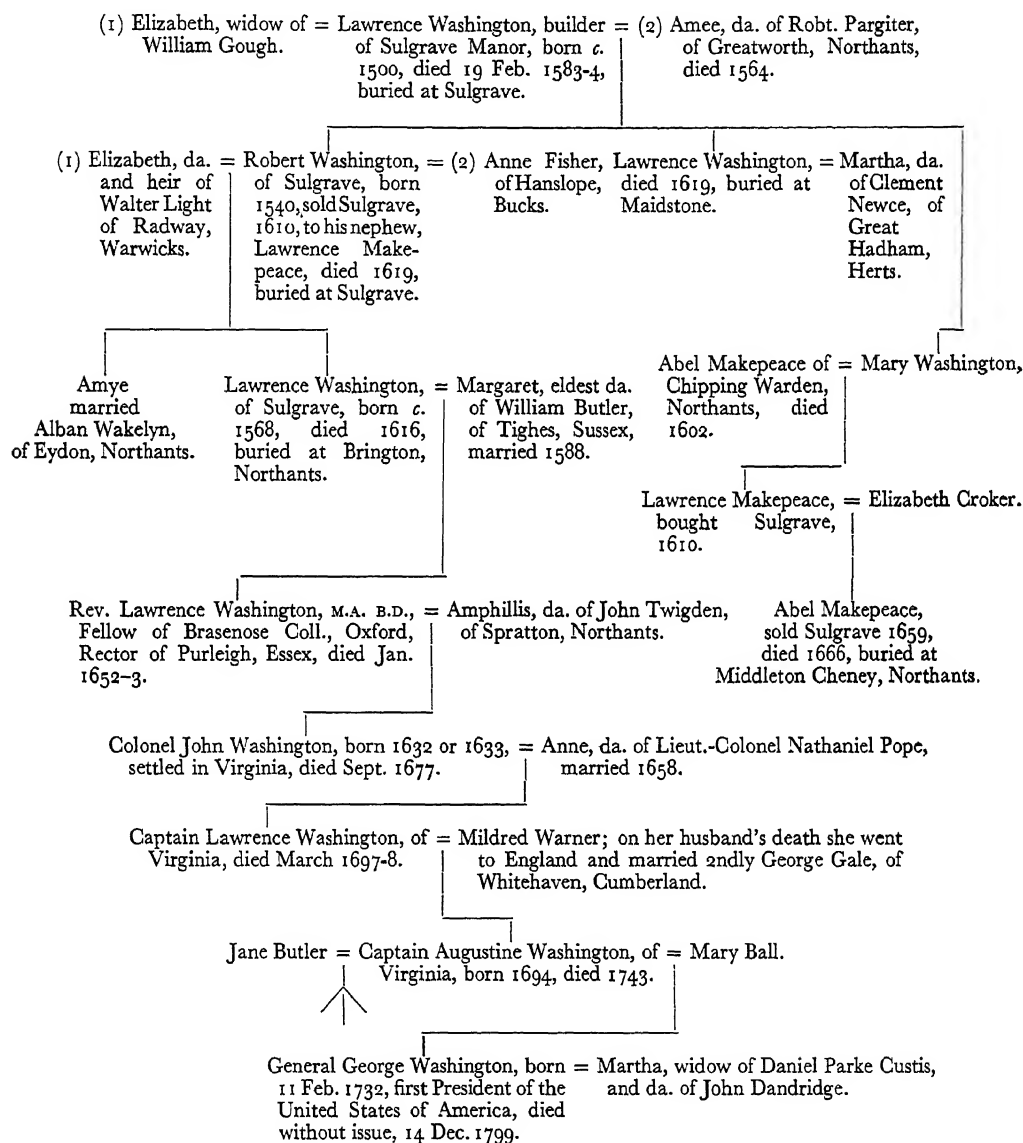 (1) Elizabeth, widow of = Lawrence Washington, builder = (2) Amee, da. of Robt. Pargiter,
William Gough. of Sulgrave Manor, born c. of Greatworth, Northants,
1500, died 19 Feb. 1583-4, died 1564.
buried at Sulgrave.
(1) Elizabeth, da. = Robert Washington, = (2) Anne Fisher, Lawrence Washington, = Martha, da.
and heir of of Sulgrave, born of Hanslope, died 1619, buried at of Clement
Walter Light 1540, sold Sulgrave, Bucks. Maidstone. Newce, of
of Radway, 1610, to his nephew, Great
Warwicks. Lawrence Make- Hadham,
peace, died 1619, Herts.
buried at Sulgrave.
Abel Makepeace of = Mary Washington,
Chipping Warden,
Northants, died
1602.
Amye
married
Alban Wakelyn,
of Eydon, Northants.
Lawrence Washington, = Margaret, eldest da.
of Sulgrave, born c. of William Butler,
1568, died 1616, of Tighes, Sussex,
buried at Brington, married 1588.
Northants.
Lawrence Makepeace, = Elizabeth Croker.
bought Sulgrave,
1610.
Rev. Lawrence Washington, M.A. B.D., = Amphillis, da. of John Twigden,
Fellow of Brasenose Coll., Oxford, of Spratton, Northants.
Rector of Purleigh, Essex, died Jan.
1652-3.
Abel Makepeace,
sold Sulgrave 1659,
died 1666, buried at
Middleton Cheney, Northants.
Colonel John Washington, born 1632 or 1633, = Anne, da. of Lieut.-Colonel Nathaniel Pope,
settled in Virginia, died Sept. 1677. married 1658.
Captain Lawrence Washington, of = Mildred Warner; on her husband's death she went
Virginia, died March 1697-8. to England and married 2ndly George Gale, of
Whitehaven, Cumberland.
Jane Butler = Captain Augustine Washington, of = Mary Ball.
Virginia, born 1694, died 1743.
General George Washington, born = Martha, widow of Daniel Parke Custis,
11 Feb. 1732, first President of the and da. of John Dandridge.
United States of America, died
without issue, 14 Dec. 1799.